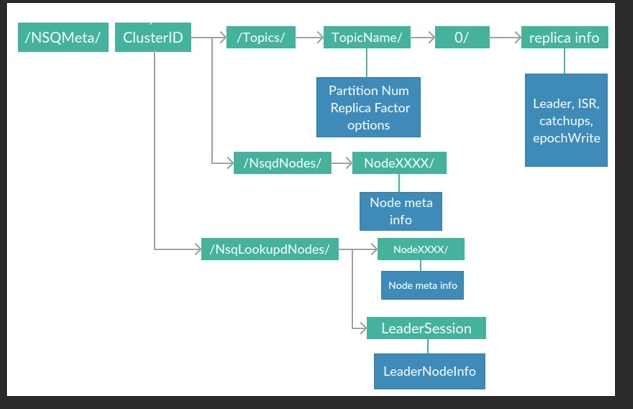 /NSQMeta/
ClusterID
/Topics/
TopicName/
0/
replica info
Partition Num
Replica Factor
options
Leader, ISR,
catchups,
epochWrite
/NsqdNodes/
NodeXXXX/
Node meta
info
/NsqLookupdNodes/
NodeXXXX/
Node meta info
LeaderSession
LeaderNodeInfo